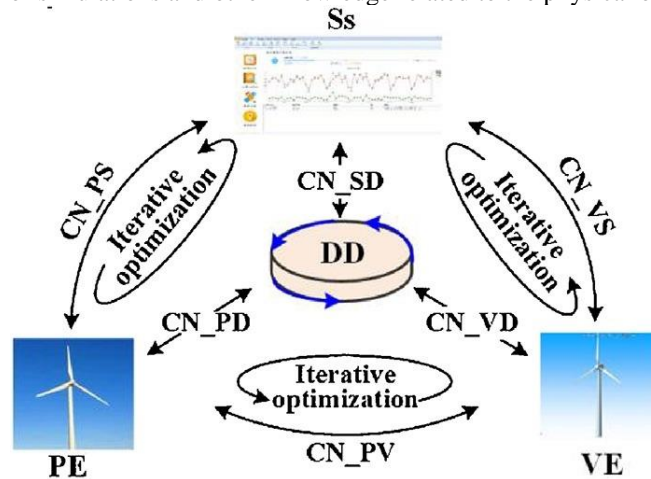 Ss
CN_PS
Iterative
optimization
CN_SD
Iterative
optimization
CN_VS
DD
CN_PD
CN_VD
Iterative
optimization
CN_PV
PE
VE